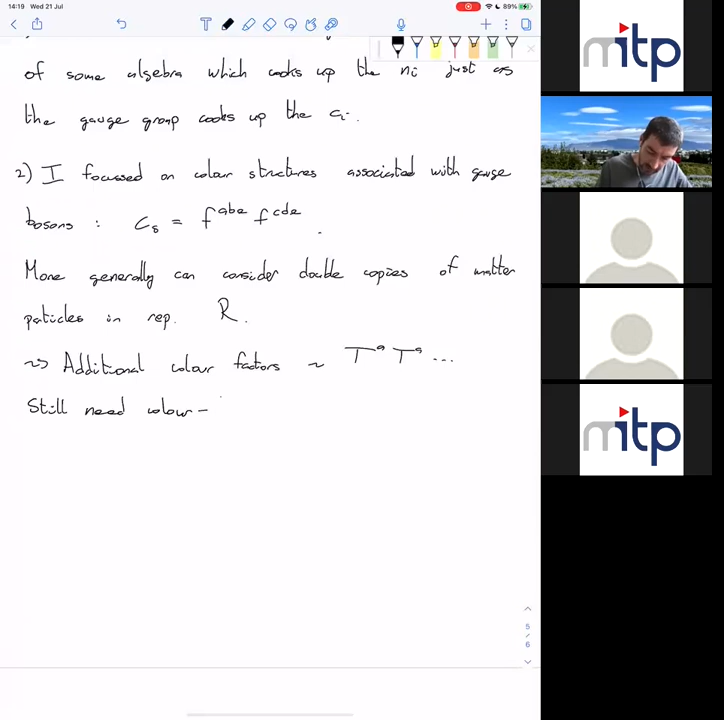 14:19 Wed 21 Jul
89%
of some algebra which cooks up the ni just as
the gauge group cooks up the ci.
2) I focussed on colour structures associated with gauge
bosons : Cs = f^abe f^cde
.
More generally can consider double copies of matter
particles in rep. R.
~> Additional colour factors ~ T^a T^a ...
Still need colour-
5
/
6
mitp
mitp